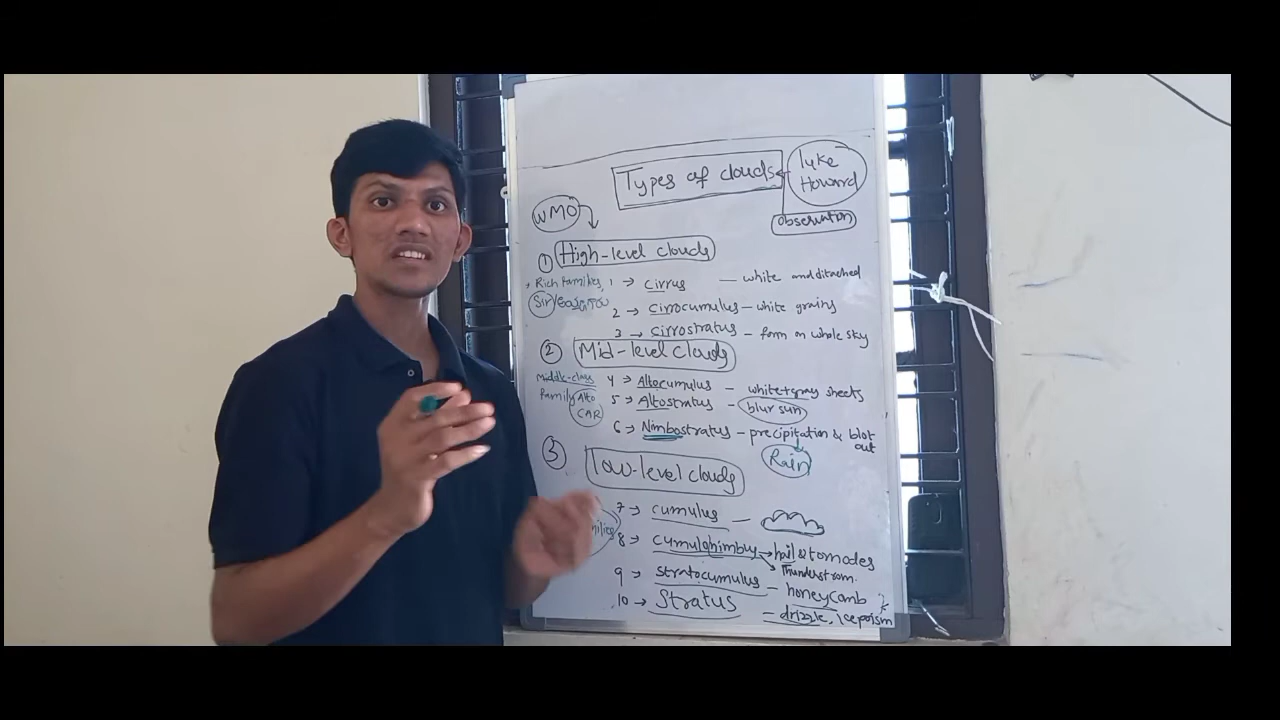 Types of clouds
luke
Howard
observation
WMO
① High-level clouds
Rich Families, 1 → cirrus — white and ditached
Sir
2 → cirrocumulus — white grains
3 → cirrostratus — form on whole sky
② Mid-level clouds
Middle-class 4 → Altocumulus — white+gray sheets
Family Alto 5 → Altostratus — blur sun
CAR
6 → Nimbostratus — precipitation & blot
out
Rain
③ low-level clouds
7 → cumulus —
8 → cumulonimbus → hail & tornodes
Thunderstrom.
9 → stratocumulus — honeycomb
10 → Stratus = drizzle,